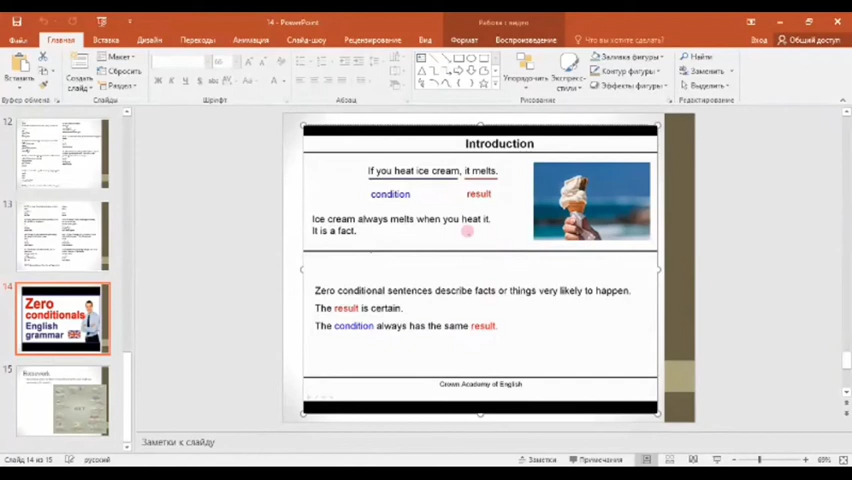 14 - PowerPoint
Работа с видео
Файл Главная Вставка Дизайн Переходы Анимация Слайд-шоу Рецензирование Вид Формат Воспроизведение Что вы хотите сделать? Вход Общий доступ
Вставить
Создать слайд
Макет
Сбросить
Раздел
Упорядочить
Экспресс-стили
Заливка фигуры
Контур фигуры
Эффекты фигуры
Найти
Заменить
Выделить
Буфер обмена Слайды Шрифт Абзац Рисование Редактирование
12
13
14
Zero
conditionals
English
grammar
15
Introduction
If you heat ice cream, it melts.
condition result
Ice cream always melts when you heat it.
It is a fact.
Zero conditional sentences describe facts or things very likely to happen.
The result is certain.
The condition always has the same result.
Crown Academy of English
Заметки к слайду
Слайд 14 из 15 русский Заметки Примечания 69%